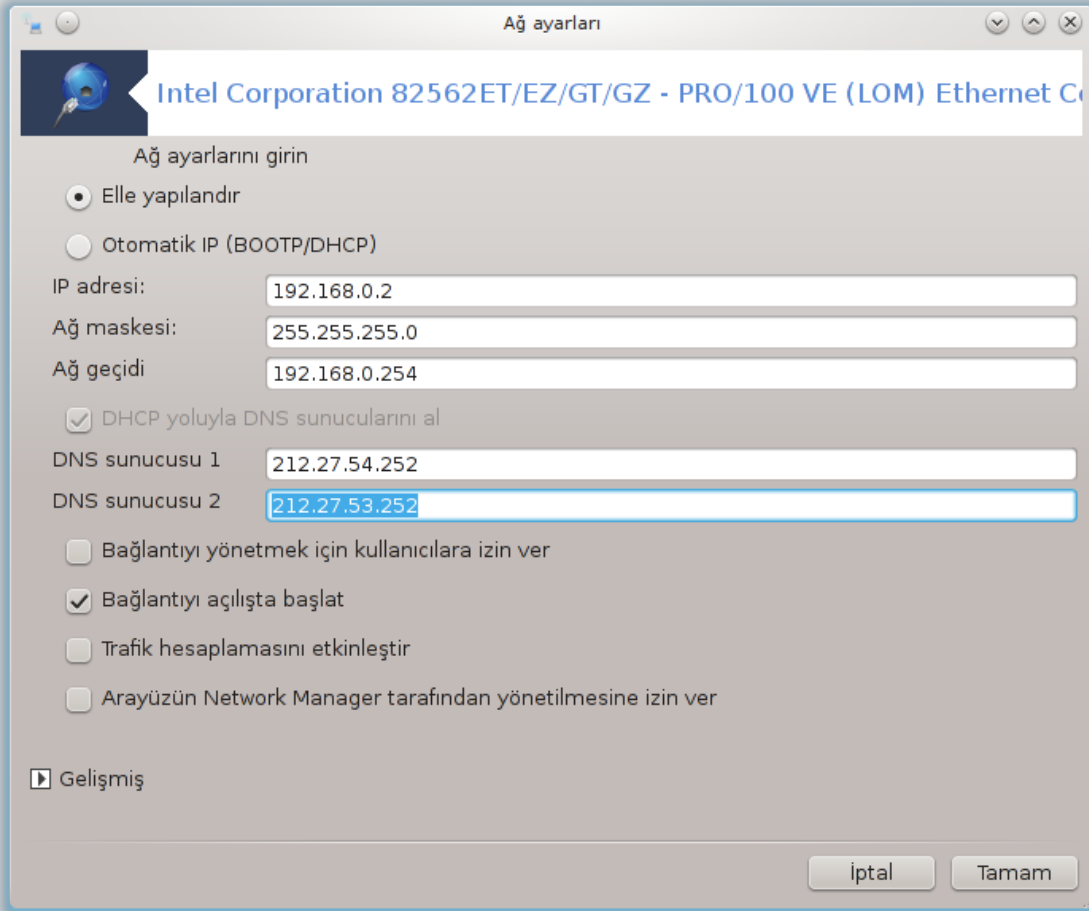 Ağ ayarları
Intel Corporation 82562ET/EZ/GT/GZ - PRO/100 VE (LOM) Ethernet
Ağ ayarlarını girin
Elle yapılandır
Otomatik IP (BOOTP/DHCP)
IP adresi: 192.168.0.2
Ağ maskesi: 255.255.255.0
Ağ geçidi 192.168.0.254
DHCP yoluyla DNS sunucularını al
DNS sunucusu 1 212.27.54.252
DNS sunucusu 2 212.27.53.252
Bağlantıyı yönetmek için kullanıcılara izin ver
Bağlantıyı açılışta başlat
Trafik hesaplamasını etkinleştir
Arayüzün Network Manager tarafından yönetilmesine izin ver
Gelişmiş
İptal Tamam